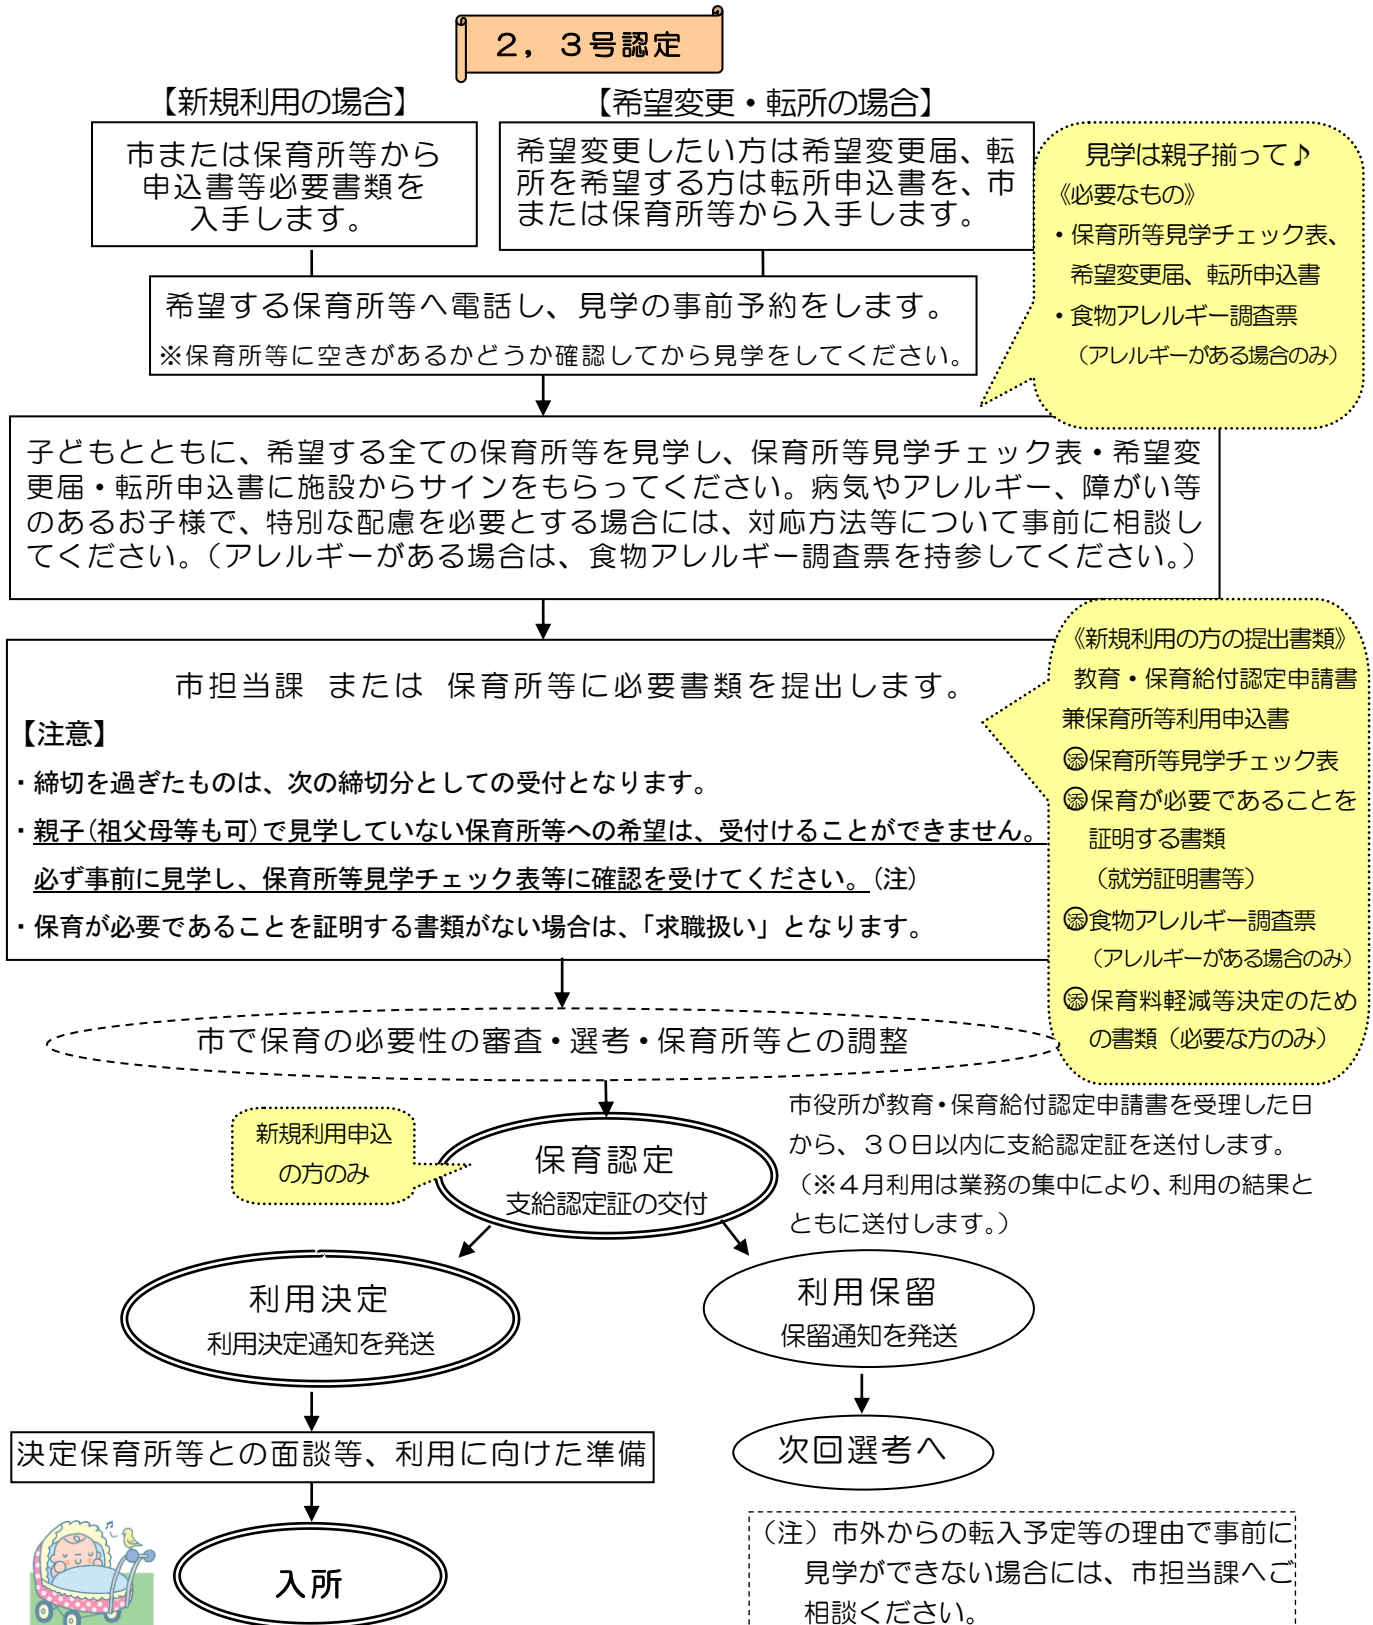 ２，３号認定
【新規利用の場合】
市または保育所等から
申込書等必要書類を
入手します。
【希望変更・転所の場合】
希望変更したい方は希望変更届、転
所を希望する方は転所申込書を、市
または保育所等から入手します。
見学は親子揃って♪
《必要なもの》
・保育所等見学チェック表、
希望変更届、転所申込書
・食物アレルギー調査票
（アレルギーがある場合のみ）
希望する保育所等へ電話し、見学の事前予約をします。
※保育所等に空きがあるかどうか確認してから見学をしてください。
子どもとともに、希望する全ての保育所等を見学し、保育所等見学チェック表・希望変
更届・転所申込書に施設からサインをもらってください。病気やアレルギー、障がい等
のあるお子様で、特別な配慮を必要とする場合には、対応方法等について事前に相談し
てください。（アレルギーがある場合は、食物アレルギー調査票を持参してください。）
市担当課 または 保育所等に必要書類を提出します。
【注意】
・締切を過ぎたものは、次の締切分としての受付となります。
・親子(祖父母等も可)で見学していない保育所等への希望は、受付けることができません。
必ず事前に見学し、保育所等見学チェック表等に確認を受けてください。(注)
・保育が必要であることを証明する書類がない場合は、「求職扱い」となります。
《新規利用の方の提出書類》
教育・保育給付認定申請書
兼保育所等利用申込書
㊟保育所等見学チェック表
添保育が必要であることを
証明する書類
（就労証明書等）
添食物アレルギー調査票
（アレルギーがある場合のみ）
添保育料軽減等決定のため
の書類（必要な方のみ）
市で保育の必要性の審査・選考・保育所等との調整
新規利用申込
の方のみ
保育認定
支給認定証の交付
市役所が教育・保育給付認定申請書を受理した日
から、３０日以内に支給認定証を送付します。
（※４月利用は業務の集中により、利用の結果と
ともに送付します。）
利用決定
利用決定通知を発送
利用保留
保留通知を発送
決定保育所等との面談等、利用に向けた準備
次回選考へ
入所
（注）市外からの転入予定等の理由で事前に
見学ができない場合には、市担当課へご
相談ください。